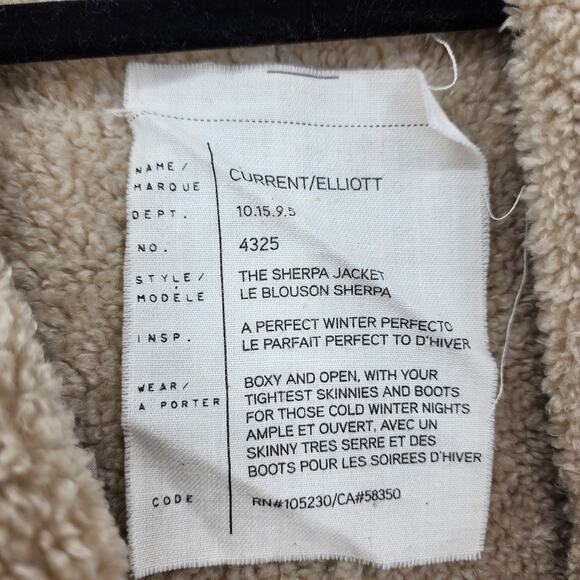 NAME/ CURRENT/ELLIOTT
MARQUE
DEPT. 10.15.9.5
NO. 4325
STYLE/ THE SHERPA JACKET
MODÈLE LE BLOUSON SHERPA
INSP. A PERFECT WINTER PERFECTO
LE PARFAIT PERFECT TO D'HIVER
WEAR/ BOXY AND OPEN, WITH YOUR
A PORTER TIGHTEST SKINNIES AND BOOTS
FOR THOSE COLD WINTER NIGHTS
AMPLE ET OUVERT, AVEC UN
SKINNY TRES SERRE ET DES
BOOTS POUR LES SOIREES D'HIVER
CODE RN#105230/CA#58350